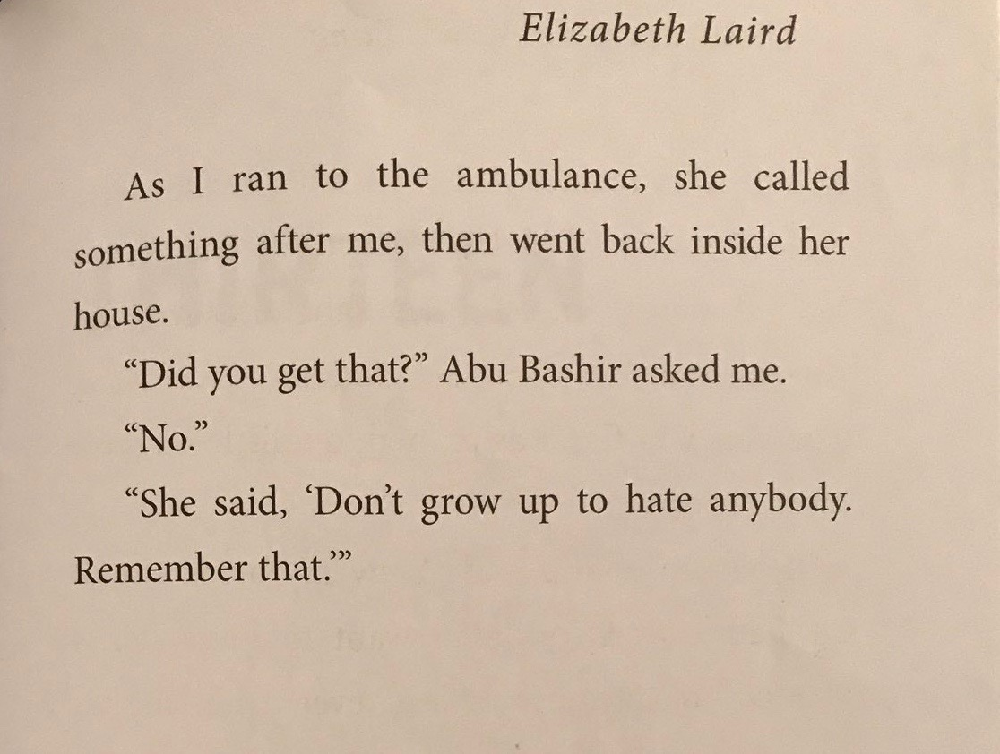 Elizabeth Laird
As I ran to the ambulance, she called
something after me, then went back inside her
house.
“Did you get that?” Abu Bashir asked me.
“No.”
“She said, ‘Don’t grow up to hate anybody.
Remember that.’”